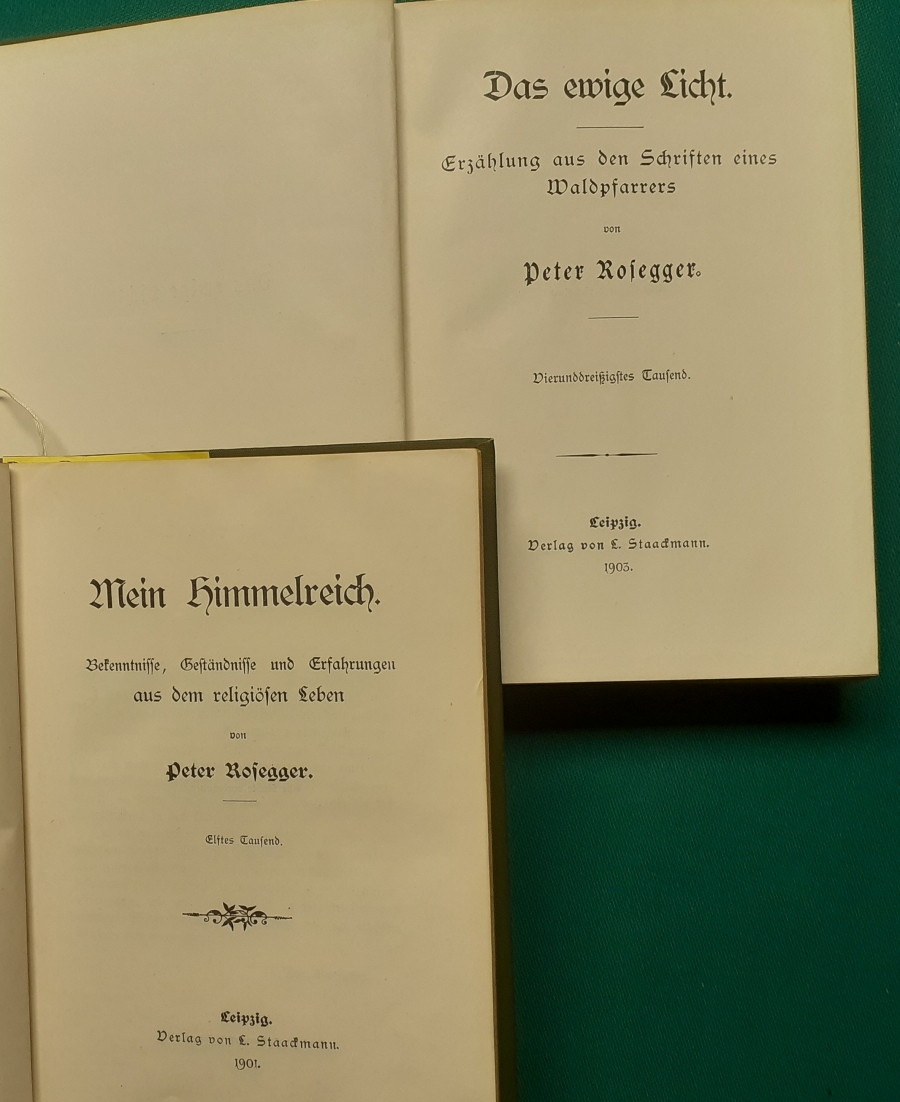 Das ewige Licht.
Erzählung aus den Schriften eines
Waldpfarrers
von
Peter Rosegger.
Vierunddreißigstes Tausend.
Leipzig.
Verlag von L. Staackmann.
1903.
Mein Himmelreich.
Bekenntnisse, Geständnisse und Erfahrungen
aus dem religiösen Leben
von
Peter Rosegger.
Elftes Tausend.
Leipzig.
Verlag von L. Staackmann.
1901.